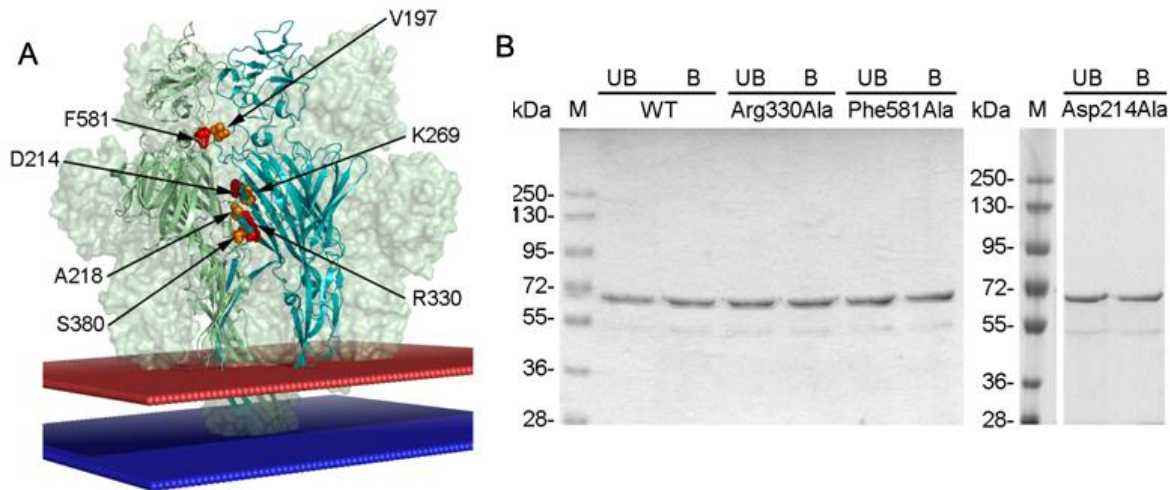 A
V197
F581
D214
K269
A218
S380
R330
B
UB B UB B UB B UB B
kDa M WT Arg330Ala Phe581Ala kDa M Asp214Ala
250- 250-
130- 130-
95- 95-
72- 72-
55- 55-
36- 36-
28- 28-